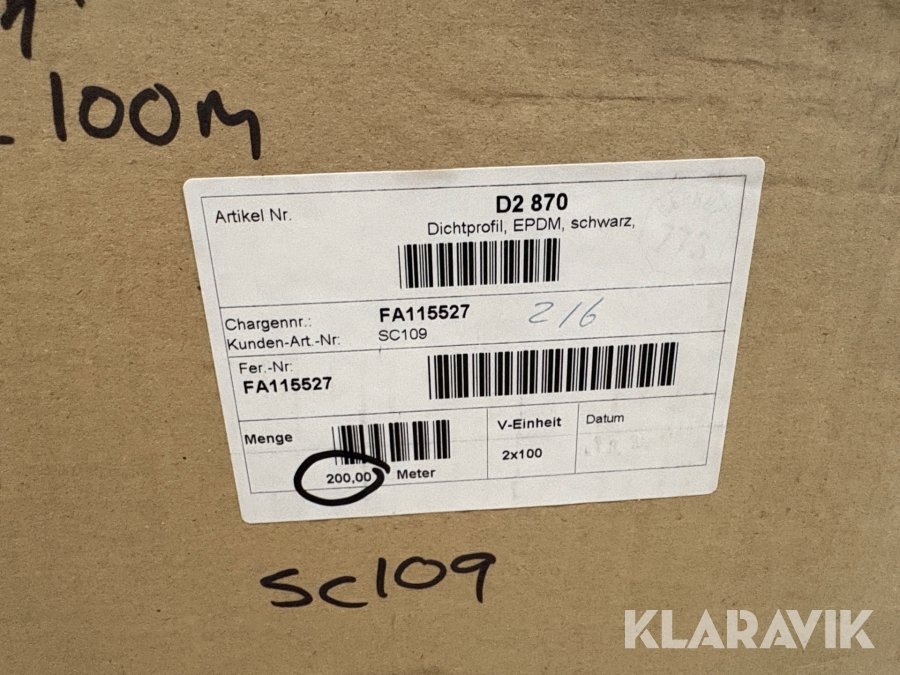 100m
Artikel Nr.
D2 870
Dichtprofil, EPDM, schwarz,
Chargennr.: FA115527 2/6
Kunden-Art.-Nr: SC109
Fer.-Nr:
FA115527
Menge
200,00 Meter
V-Einheit
2x100
Datum
SC109
KLARAVIK